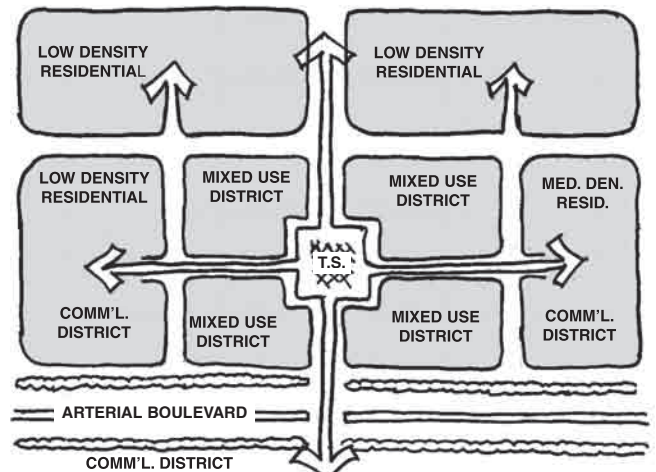 LOW DENSITY
RESIDENTIAL
LOW DENSITY
RESIDENTIAL
LOW DENSITY
RESIDENTIAL
MIXED USE
DISTRICT
MIXED USE
DISTRICT
MED. DEN.
RESID.
T.S.
COMM'L.
DISTRICT
MIXED USE
DISTRICT
MIXED USE
DISTRICT
COMM'L.
DISTRICT
ARTERIAL BOULEVARD
COMM'L. DISTRICT